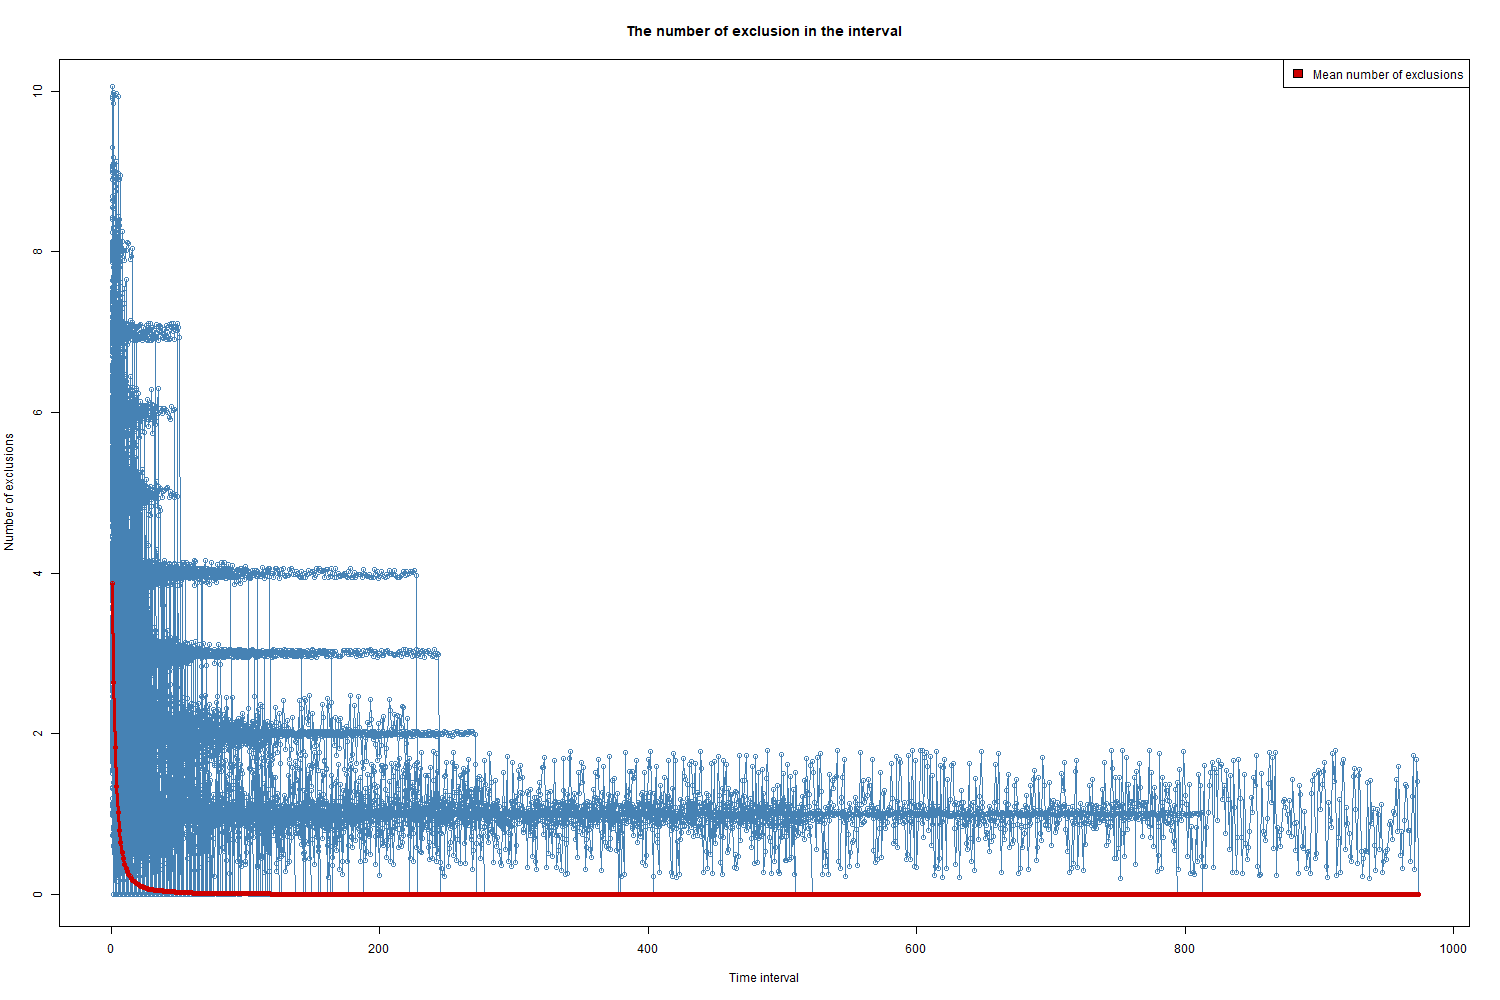 The number of exclusion in the interval
Mean number of exclusions
Number of exclusions
10
8
6
4
2
0
0 200 400 600 800 1000
Time interval